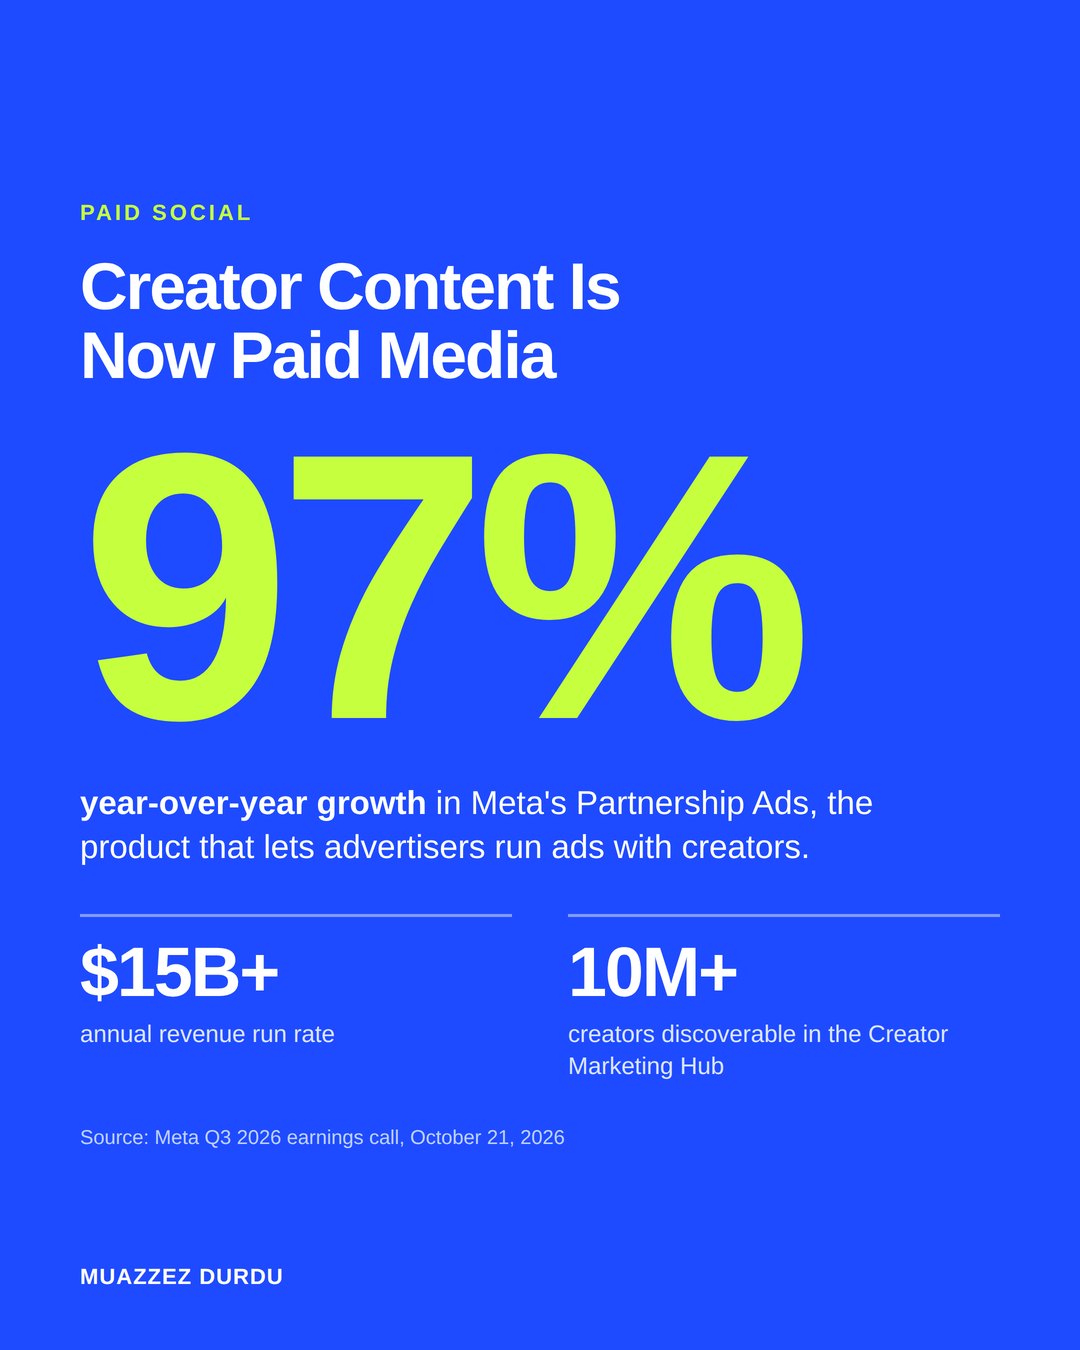 PAID SOCIAL
Creator Content Is
Now Paid Media
97%
year-over-year growth in Meta's Partnership Ads, the
product that lets advertisers run ads with creators.
$15B+
annual revenue run rate
10M+
creators discoverable in the Creator
Marketing Hub
Source: Meta Q3 2026 earnings call, October 21, 2026
MUAZZEZ DURDU